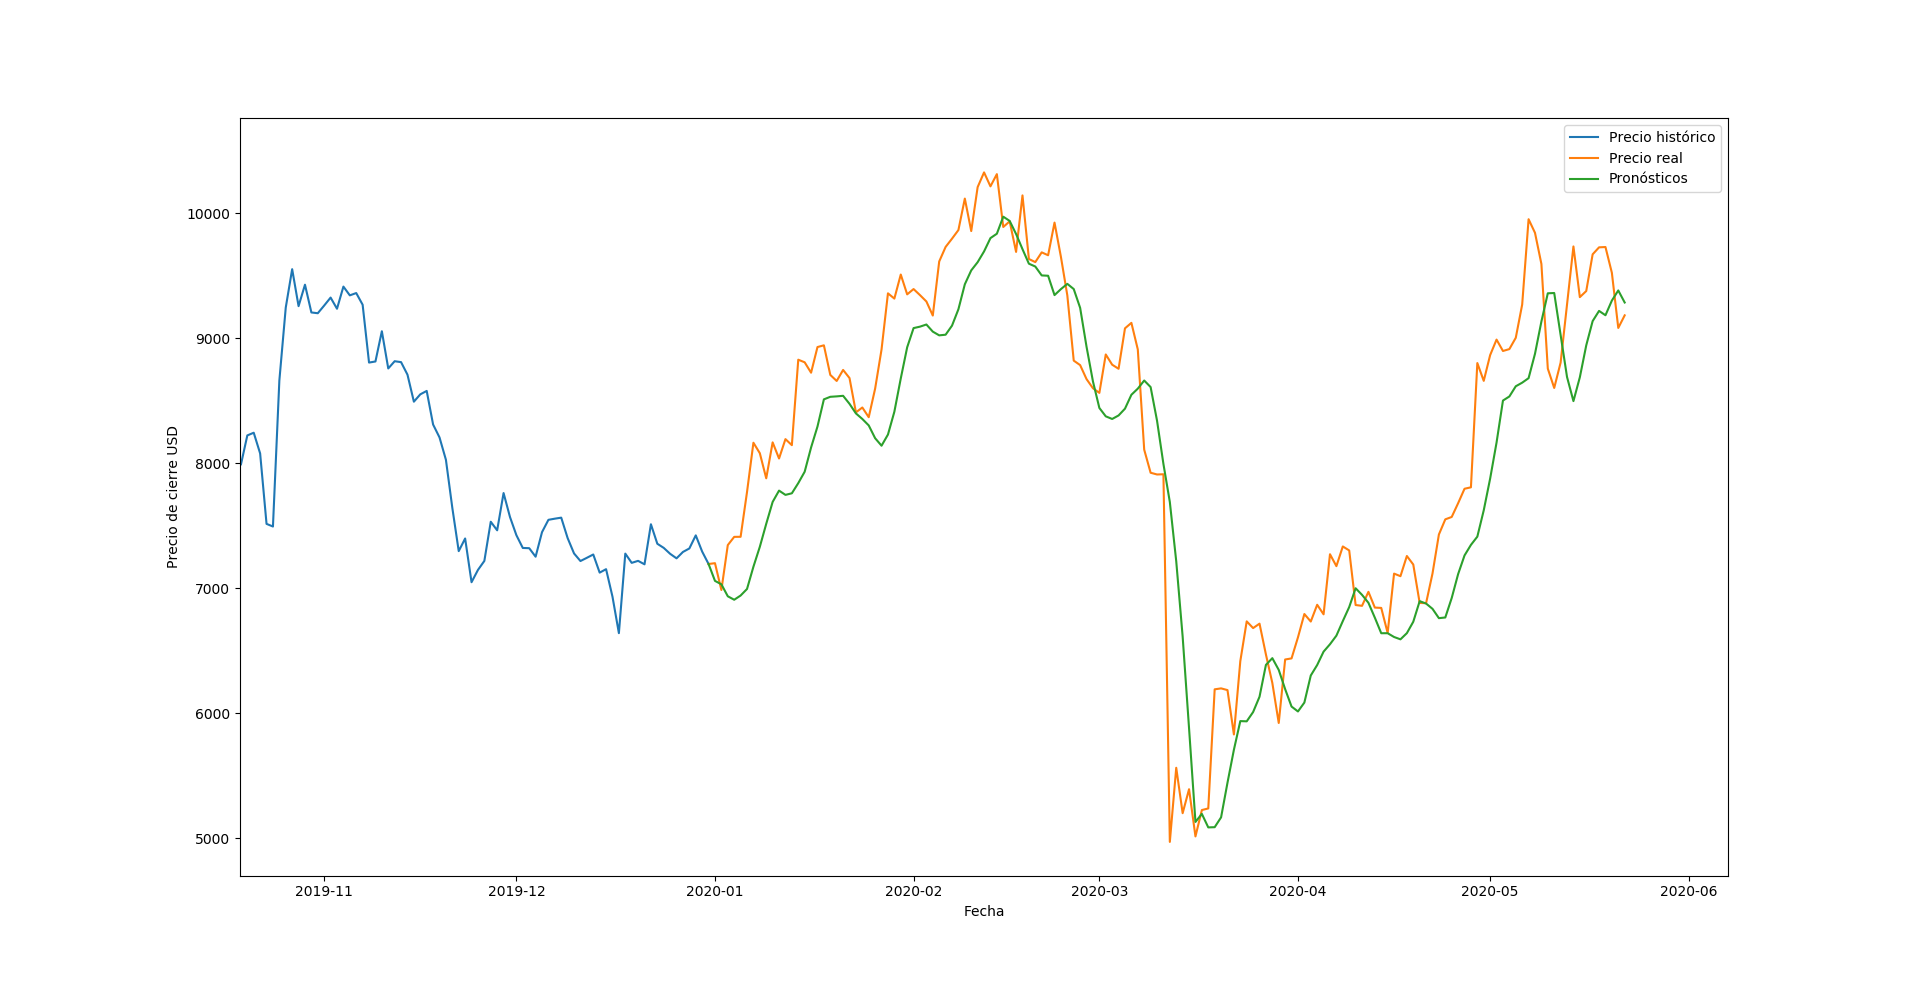 Precio histórico
Precio real
Pronósticos
10000
9000
8000
7000
6000
5000
Precio de cierre USD
2019-11 2019-12 2020-01 2020-02 2020-03 2020-04 2020-05 2020-06
Fecha